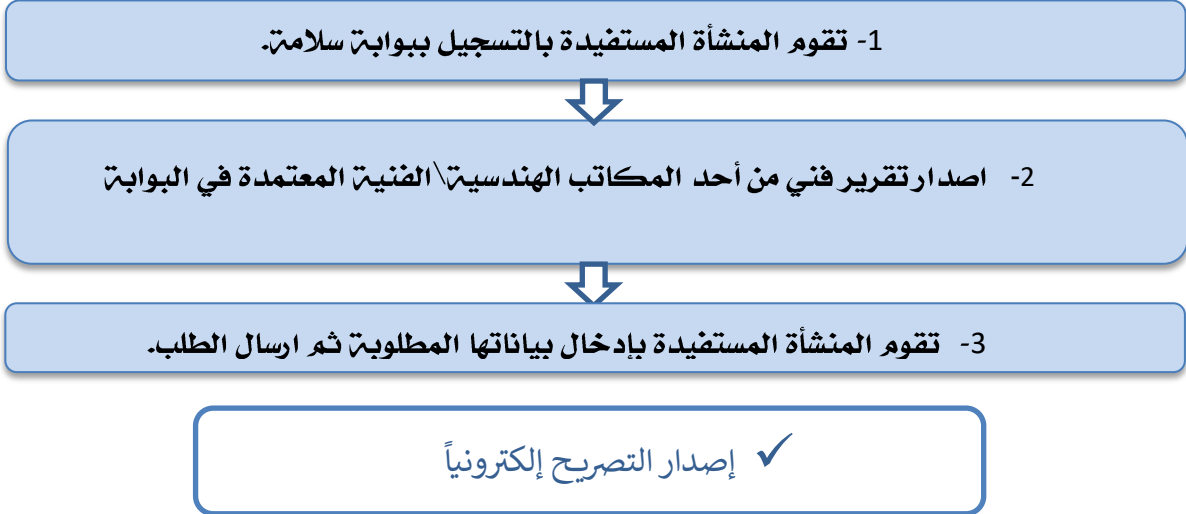 1- تقوم المنشأة المستفيدة بالتسجيل ببوابة سلامة.
2- اصدار تقرير فني من أحد المكاتب الهندسية\الفنية المعتمدة في البوابة
3- تقوم المنشأة المستفيدة بإدخال بياناتها المطلوبة ثم ارسال الطلب.
✓ إصدار التصريح إلكترونياً